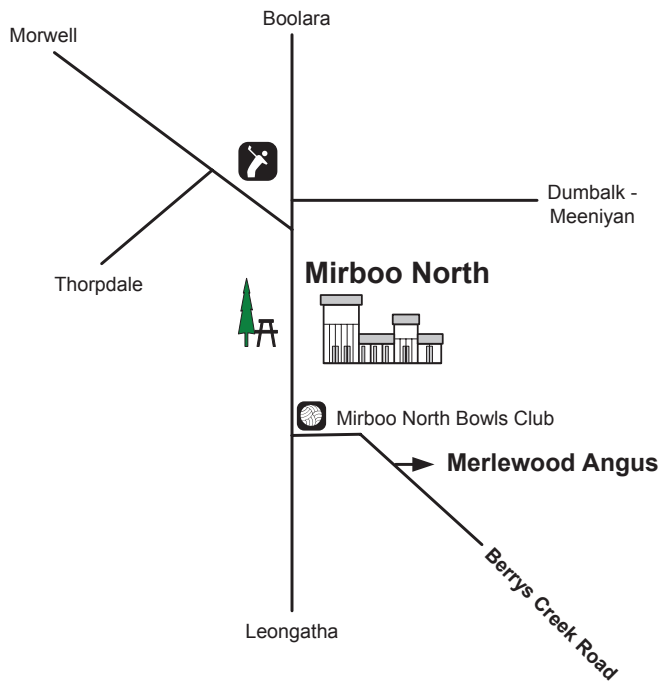 Boolara
Morwell
Dumbalk -
Meeniyan
Mirboo North
Thorpdale
Mirboo North Bowls Club
Merlewood Angus
Berrys Creek Road
Leongatha